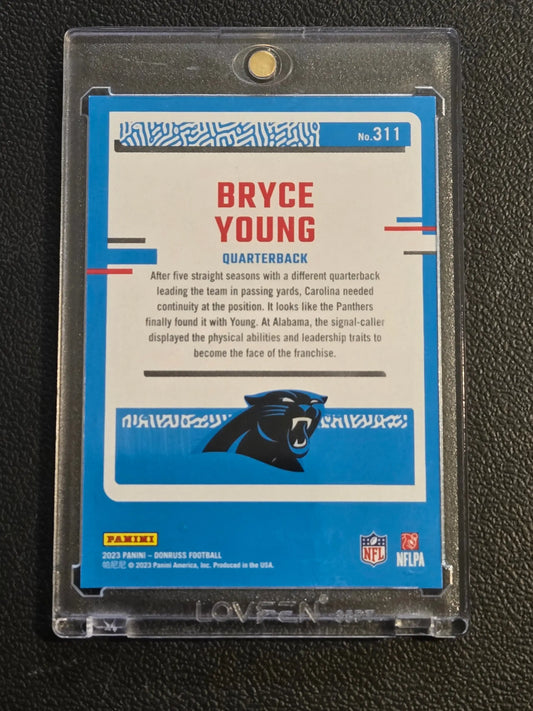 No.311
BRYCE
YOUNG
QUARTERBACK
After five straight seasons with a different quarterback
leading the team in passing yards, Carolina needed
continuity at the position. It looks like the Panthers
finally found it with Young. At Alabama, the signal-caller
displayed the physical abilities and leadership traits to
become the face of the franchise.
PANINI
2023 PANINI – DONRUSS FOOTBALL
帕尼尼 © 2023 Panini America, Inc. Produced in the USA.
NFL
NFLPA